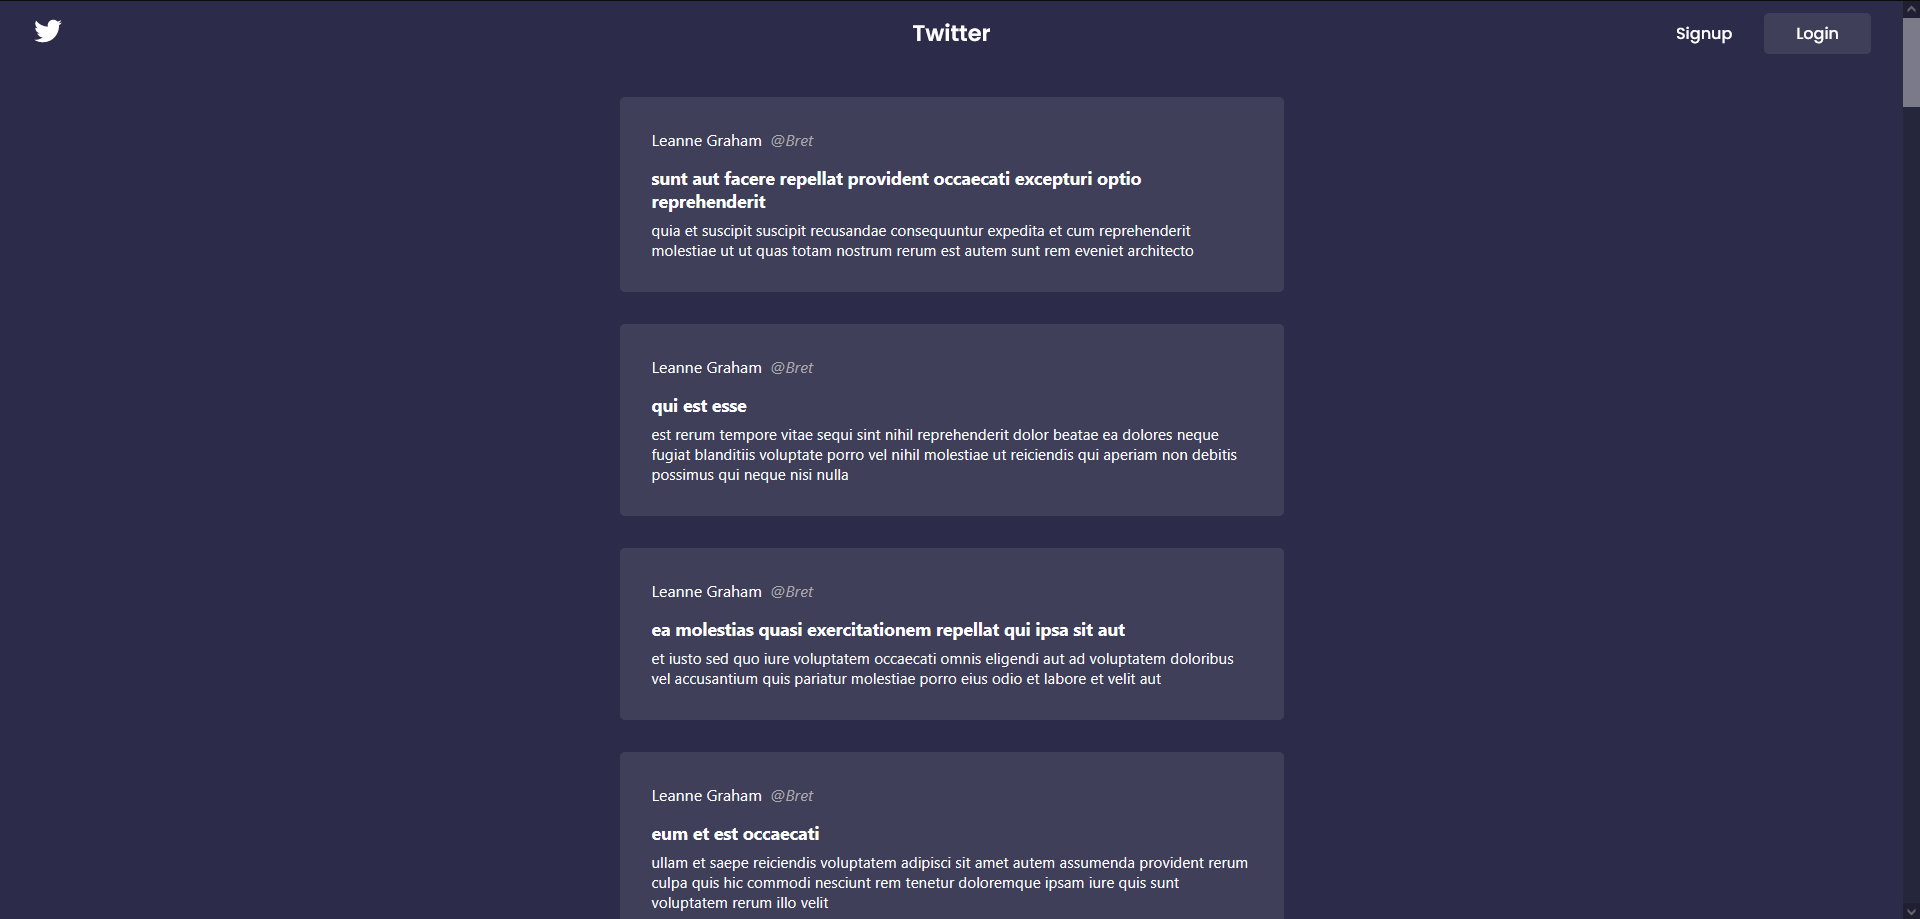 Twitter
Signup
Login
Leanne Graham @Bret
sunt aut facere repellat provident occaecati excepturi optio
reprehenderit
quia et suscipit suscipit recusandae consequuntur expedita et cum reprehenderit
molestiae ut ut quas totam nostrum rerum est autem sunt rem eveniet architecto
Leanne Graham @Bret
qui est esse
est rerum tempore vitae sequi sint nihil reprehenderit dolor beatae ea dolores neque
fugiat blanditiis voluptate porro vel nihil molestiae ut reiciendis qui aperiam non debitis
possimus qui neque nisi nulla
Leanne Graham @Bret
ea molestias quasi exercitationem repellat qui ipsa sit aut
et iusto sed quo iure voluptatem occaecati omnis eligendi aut ad voluptatem doloribus
vel accusantium quis pariatur molestiae porro eius odio et labore et velit aut
Leanne Graham @Bret
eum et est occaecati
ullam et saepe reiciendis voluptatem adipisci sit amet autem assumenda provident rerum
culpa quis hic commodi nesciunt rem tenetur doloremque ipsam iure quis sunt
voluptatem rerum illo velit